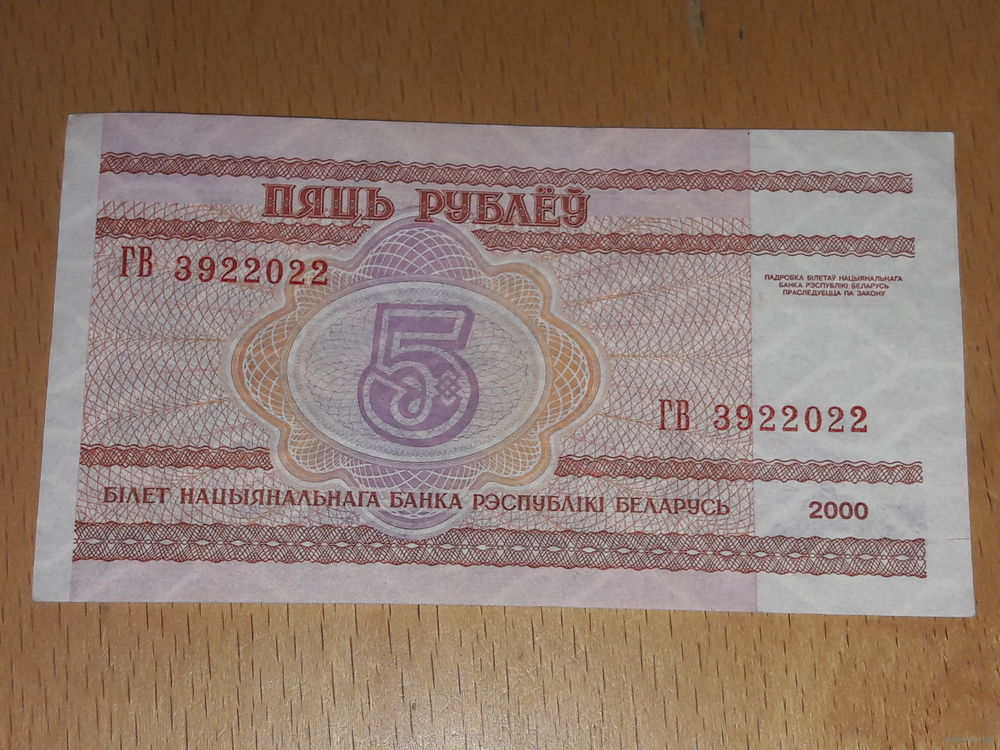 ПЯЦЬ РУБЛЁЎ
ГВ 3922022
ПАДРОБКА БІЛЕТАЎ НАЦЫЯНАЛЬНАГА
БАНКА РЭСПУБЛІКІ БЕЛАРУСЬ
ПРАСЛЕДУЕЦЦА ПА ЗАКОНУ
5
ГВ 3922022
БІЛЕТ НАЦЫЯНАЛЬНАГА БАНКА РЭСПУБЛІКІ БЕЛАРУСЬ
2000